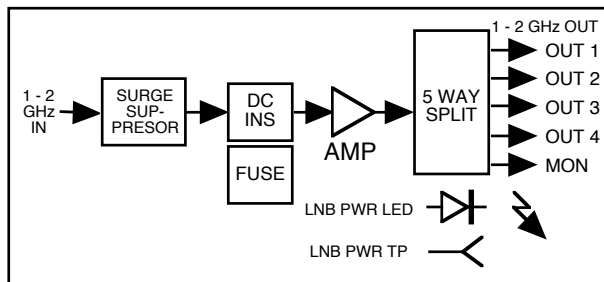 1 - 2 GHz OUT
1 - 2
GHz
IN
SURGE
SUP-
PRESOR
DC
INS
FUSE
AMP
5 WAY
SPLIT
OUT 1
OUT 2
OUT 3
OUT 4
MON
LNB PWR LED
LNB PWR TP